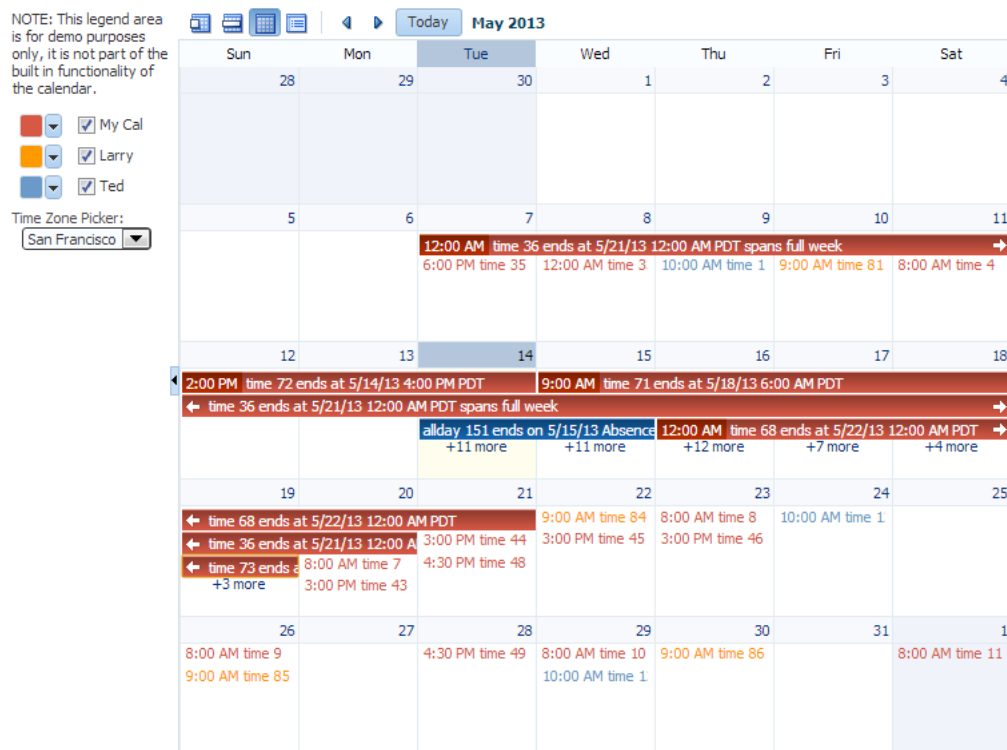 NOTE: This legend area
is for demo purposes
only, it is not part of the
built in functionality of
the calendar.
My Cal
Larry
Ted
Time Zone Picker:
San Francisco
Today May 2013
Sun Mon Tue Wed Thu Fri Sat
28 29 30 1 2 3 4
5 6 7 8 9 10 11
12:00 AM time 36 ends at 5/21/13 12:00 AM PDT spans full week
6:00 PM time 35 12:00 AM time 3 10:00 AM time 1 9:00 AM time 81 8:00 AM time 4
12 13 14 15 16 17 18
2:00 PM time 72 ends at 5/14/13 4:00 PM PDT 9:00 AM time 71 ends at 5/18/13 6:00 AM PDT
time 36 ends at 5/21/13 12:00 AM PDT spans full week
allday 151 ends on 5/15/13 Absence 12:00 AM time 68 ends at 5/22/13 12:00 AM PDT
+11 more +11 more +12 more +7 more +4 more
19 20 21 22 23 24 25
time 68 ends at 5/22/13 12:00 AM PDT 9:00 AM time 84 8:00 AM time 8 10:00 AM time 1
time 36 ends at 5/21/13 12:00 A 3:00 PM time 44 3:00 PM time 45 3:00 PM time 46
time 73 ends a 8:00 AM time 7 4:30 PM time 48
+3 more 3:00 PM time 43
26 27 28 29 30 31 1
8:00 AM time 9 4:30 PM time 49 8:00 AM time 10 9:00 AM time 86 8:00 AM time 11
9:00 AM time 85 10:00 AM time 1